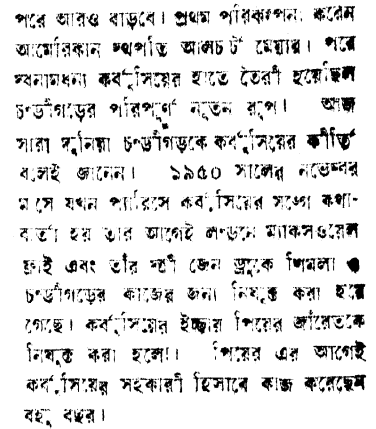 পরে আরও বাড়বে। প্রথম পরিকল্পনা করেন
আমেরিকান স্থপতি আলবার্ট মেয়ার। পরে
স্বনামধন্য কর্বুসিয়ের হাতে তৈরী হয়েছিল
চণ্ডীগড়ের পরিপূর্ণ নূতন রূপ। আজ
সারা দুনিয়া চণ্ডীগড়কে কর্বুসিয়ের কীর্তি
বলেই জানেন। ১৯৫০ সালের নভেম্বর
মাসে যখন প্যারিসে কর্বুসিয়ের সঙ্গে কথা-
বার্তা হয় তার আগেই লণ্ডনে ম্যাকসওয়েল
ফ্রাই এবং তাঁর স্ত্রী জেন ড্রুকে সিমলা ও
চণ্ডীগড়ের কাজের জন্য নিযুক্ত করা হয়ে
গেছে। কর্বুসিয়ের ইচ্ছায় পিয়ের জাঁরেতকে
নিযুক্ত করা হলো। পিয়ের এর আগেই
কর্বুসিয়ের সহকারী হিসাবে কাজ করেছেন
বহু বছর।